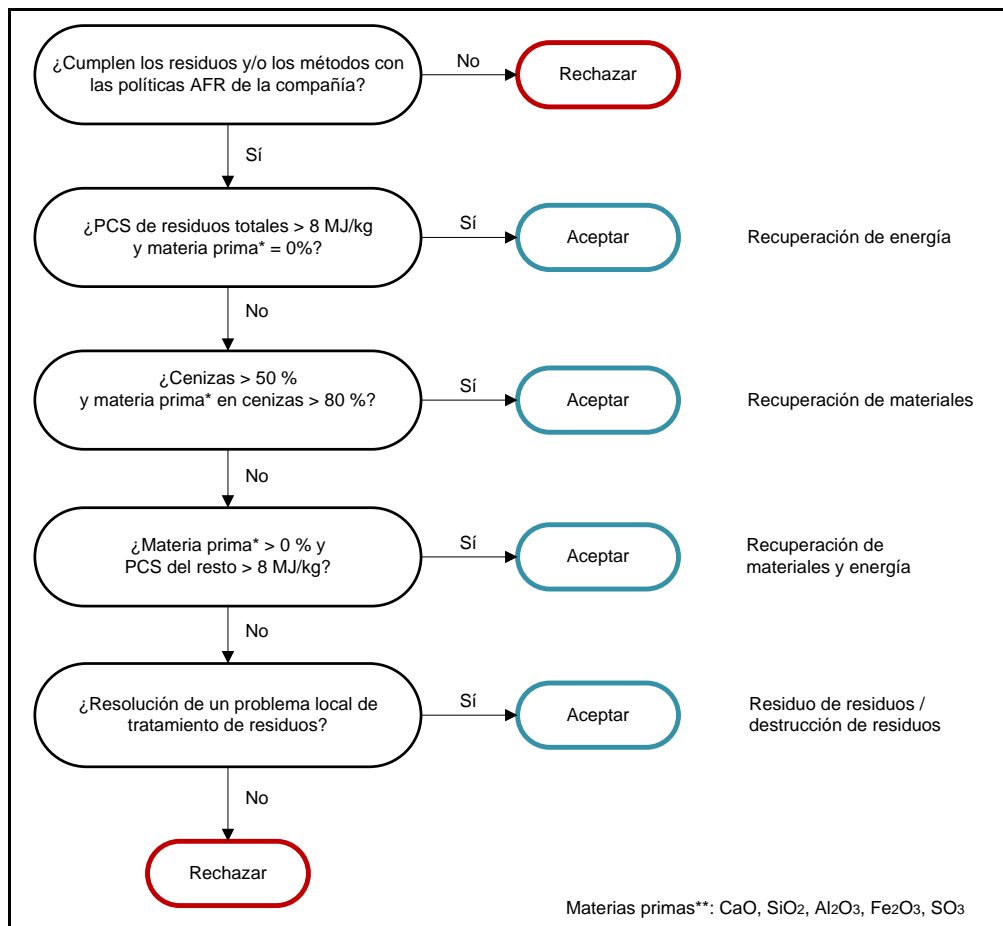 ¿Cumplen los residuos y/o los métodos con
las políticas AFR de la compañía?
No
Rechazar
Sí
¿PCS de residuos totales > 8 MJ/kg
y materia prima* = 0%?
Sí
Aceptar
Recuperación de energía
No
¿Cenizas > 50 %
y materia prima* en cenizas > 80 %?
Sí
Aceptar
Recuperación de materiales
No
¿Materia prima* > 0 % y
PCS del resto > 8 MJ/kg?
Sí
Aceptar
Recuperación de
materiales y energía
No
¿Resolución de un problema local de
tratamiento de residuos?
Sí
Aceptar
Residuo de residuos /
destrucción de residuos
No
Rechazar
Materias primas**: CaO, SiO2, Al2O3, Fe2O3, SO3